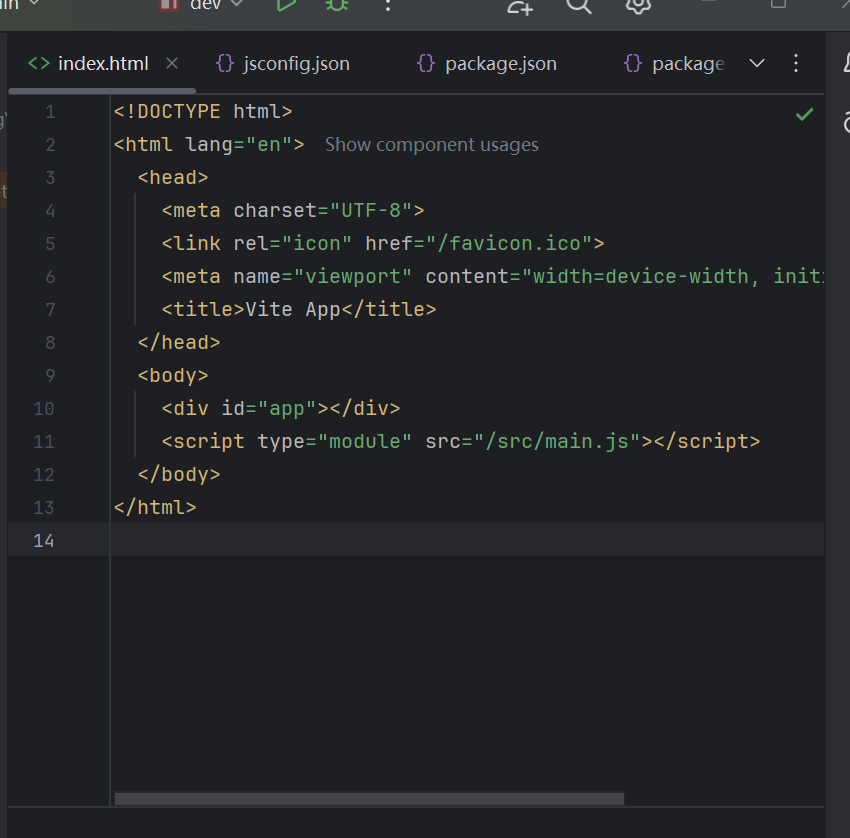 dev
index.html
jsconfig.json
package.json
package
1 <!DOCTYPE html>
2 <html lang="en"> Show component usages
3 <head>
4 <meta charset="UTF-8">
5 <link rel="icon" href="/favicon.ico">
6 <meta name="viewport" content="width=device-width, init
7 <title>Vite App</title>
8 </head>
9 <body>
10 <div id="app"></div>
11 <script type="module" src="/src/main.js"></script>
12 </body>
13 </html>
14